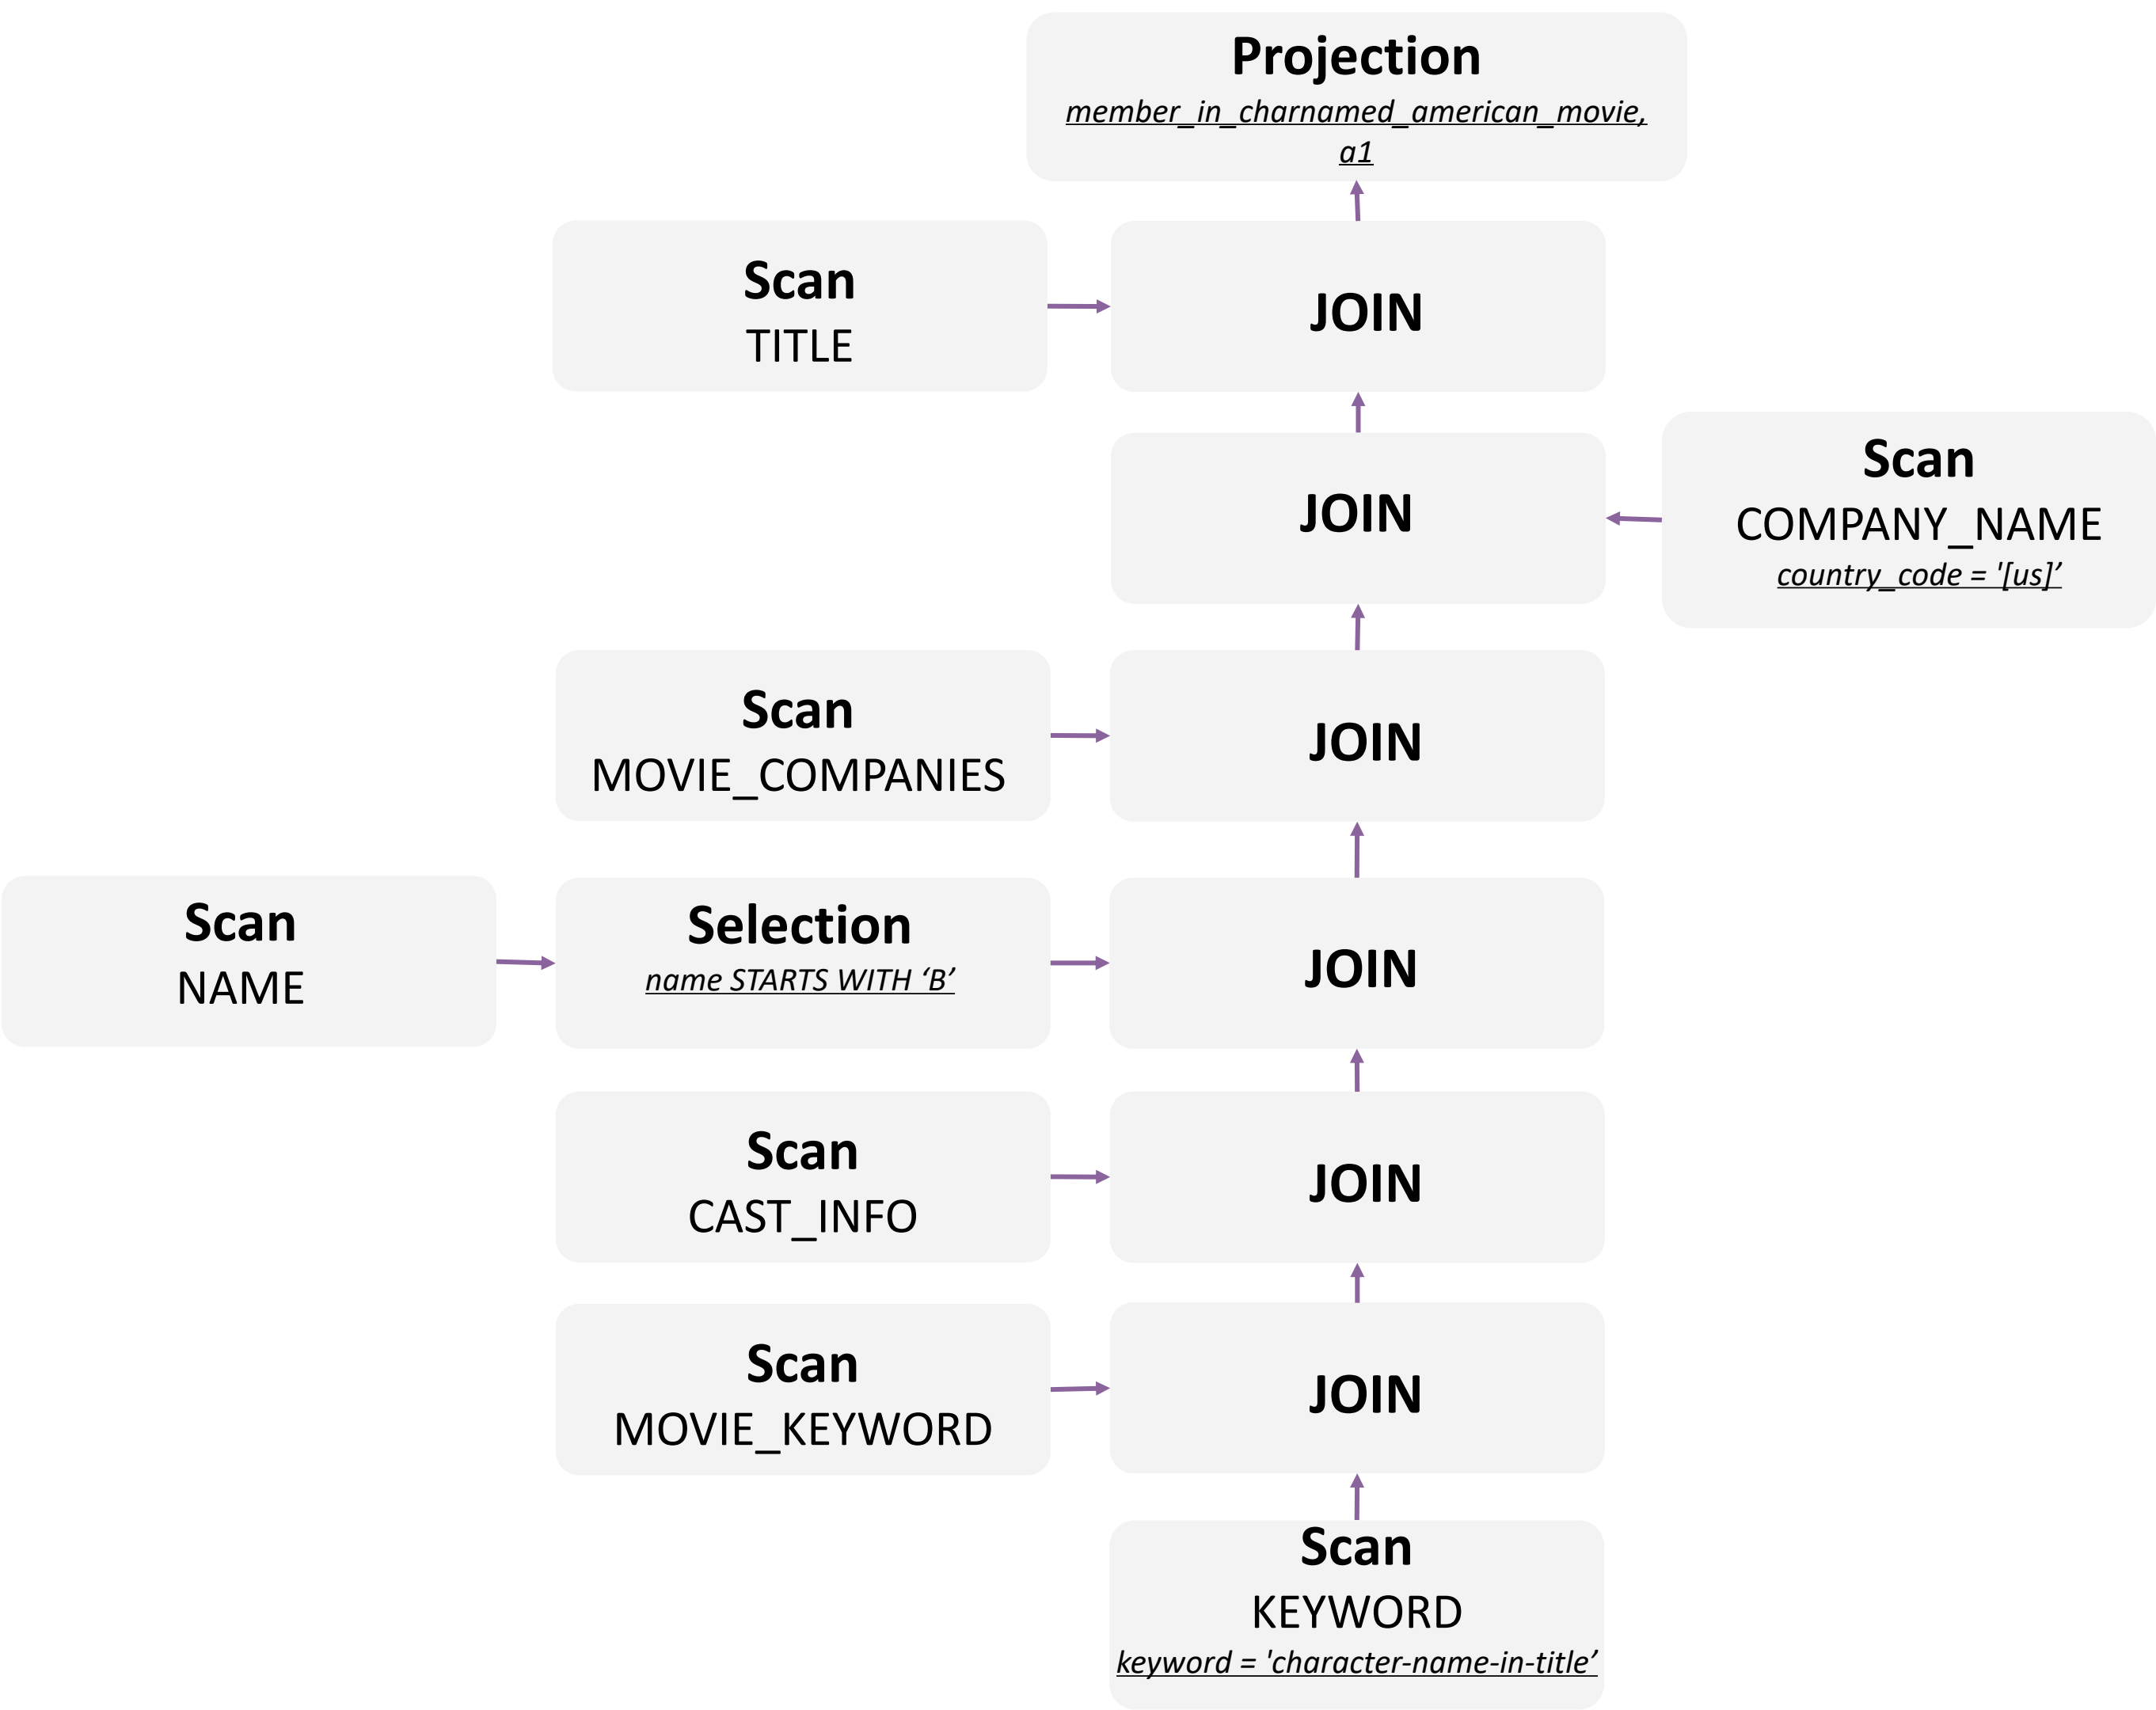 Projection
member_in_charnamed_american_movie,
a1
Scan
TITLE
JOIN
JOIN
Scan
COMPANY_NAME
country_code = '[us]’
Scan
MOVIE_COMPANIES
JOIN
Scan
NAME
Selection
name STARTS WITH ‘B’
JOIN
Scan
CAST_INFO
JOIN
Scan
MOVIE_KEYWORD
JOIN
Scan
KEYWORD
keyword = 'character-name-in-title’